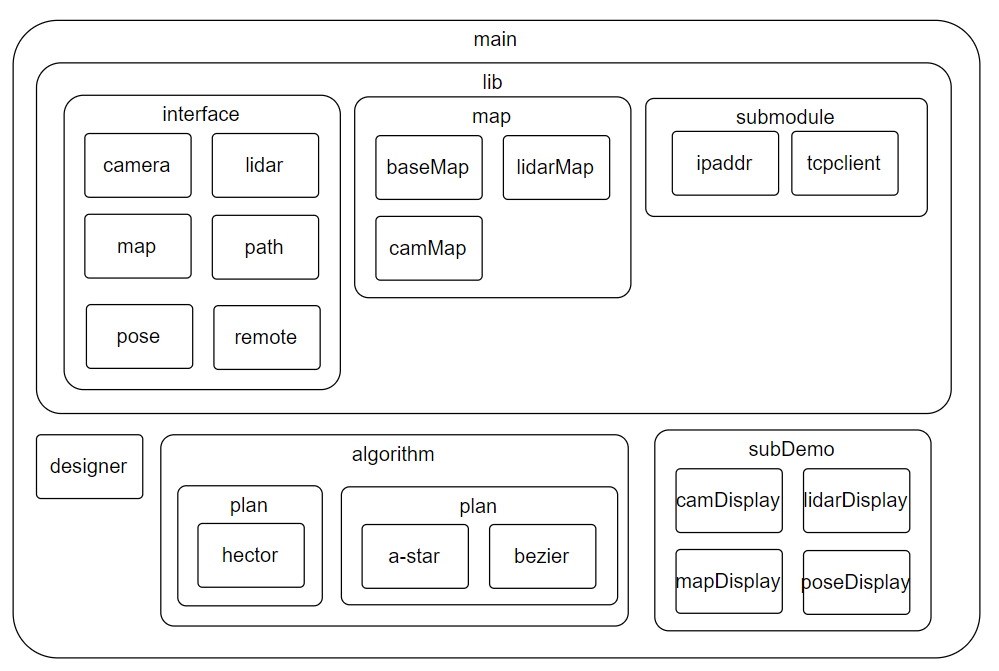 main
lib
interface
camera
lidar
map
path
pose
remote
map
baseMap
lidarMap
camMap
submodule
ipaddr
tcpclient
designer
algorithm
plan
hector
plan
a-star
bezier
subDemo
camDisplay
lidarDisplay
mapDisplay
poseDisplay